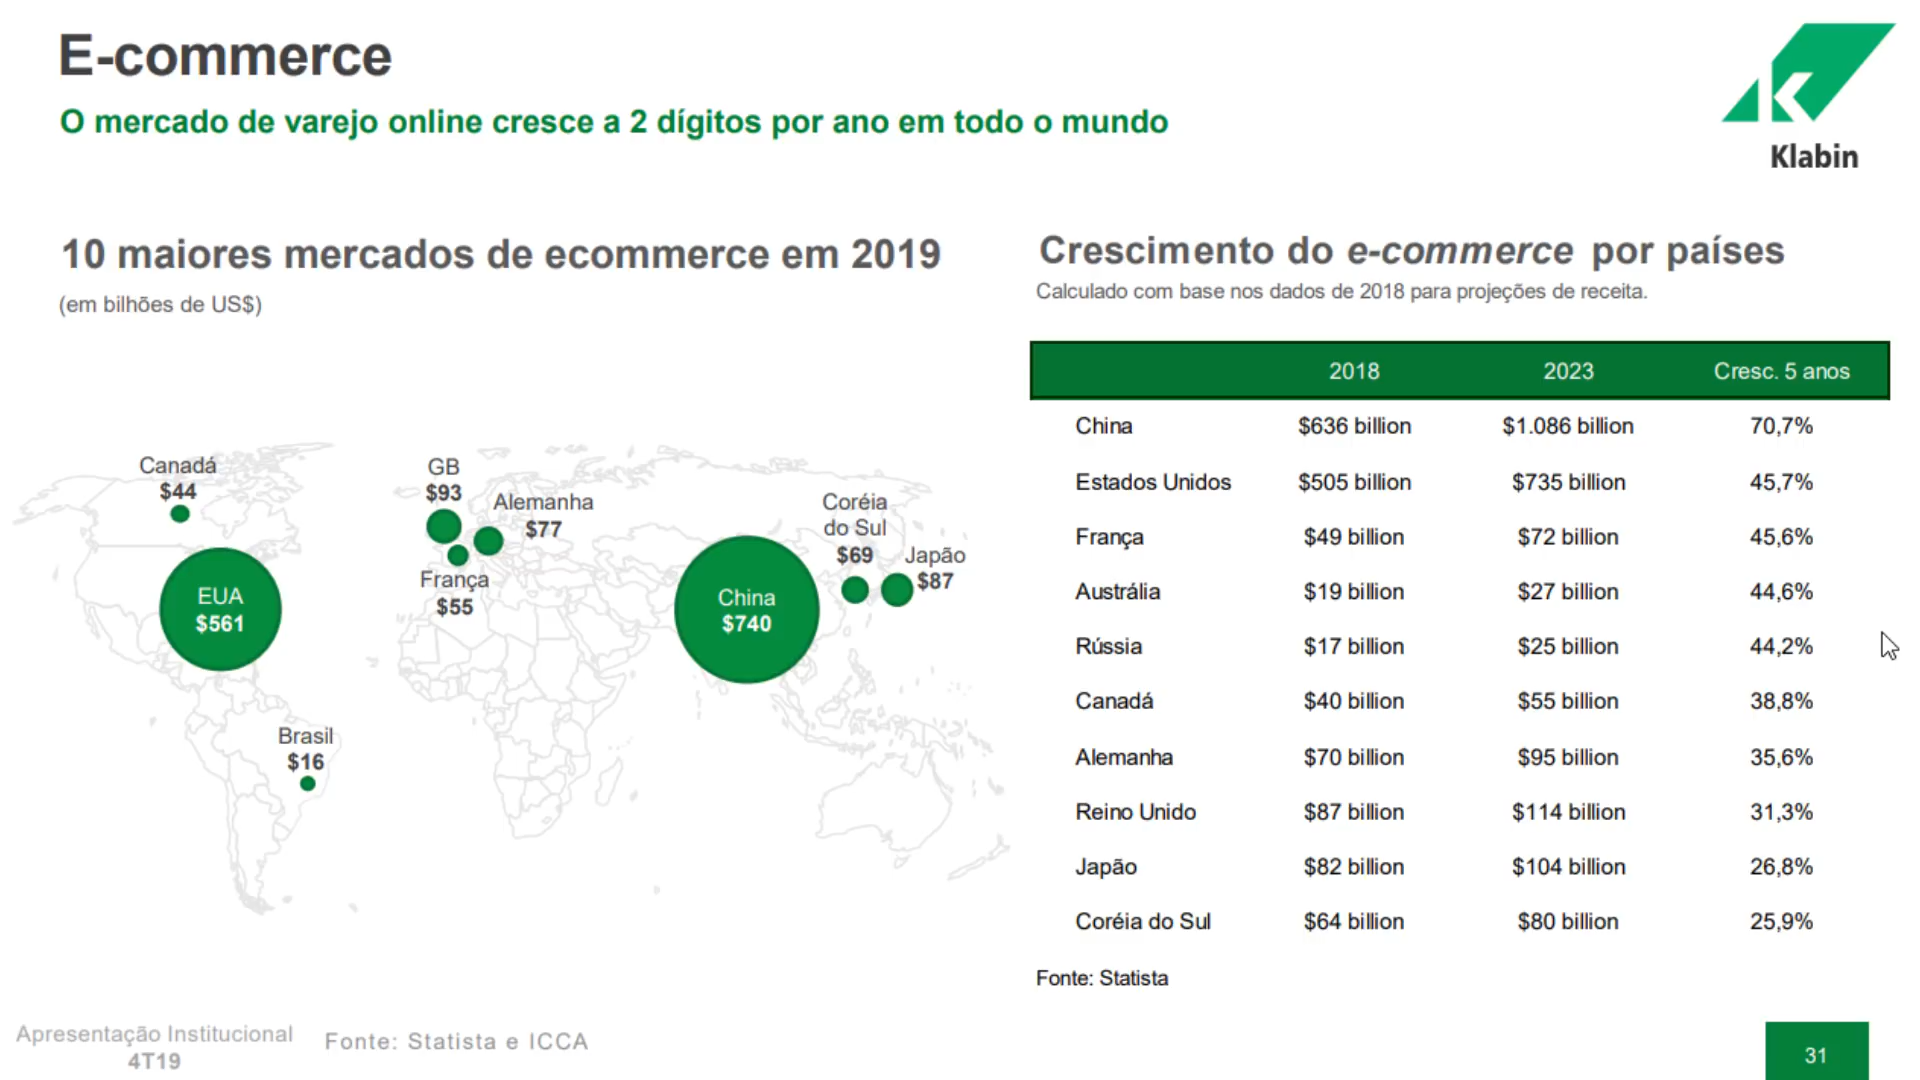 E-commerce
O mercado de varejo online cresce a 2 dígitos por ano em todo o mundo
Klabin
10 maiores mercados de ecommerce em 2019
(em bilhões de US$)
Canadá
$44
EUA
$561
Brasil
$16
GB
$93
Alemanha
$77
França
$55
China
$740
Coréia
do Sul
$69
Japão
$87
Crescimento do e-commerce por países
Calculado com base nos dados de 2018 para projeções de receita.
2018 2023 Cresc. 5 anos
China $636 billion $1.086 billion 70,7%
Estados Unidos $505 billion $735 billion 45,7%
França $49 billion $72 billion 45,6%
Austrália $19 billion $27 billion 44,6%
Rússia $17 billion $25 billion 44,2%
Canadá $40 billion $55 billion 38,8%
Alemanha $70 billion $95 billion 35,6%
Reino Unido $87 billion $114 billion 31,3%
Japão $82 billion $104 billion 26,8%
Coréia do Sul $64 billion $80 billion 25,9%
Fonte: Statista
Apresentação Institucional
4T19
Fonte: Statista e ICCA
31